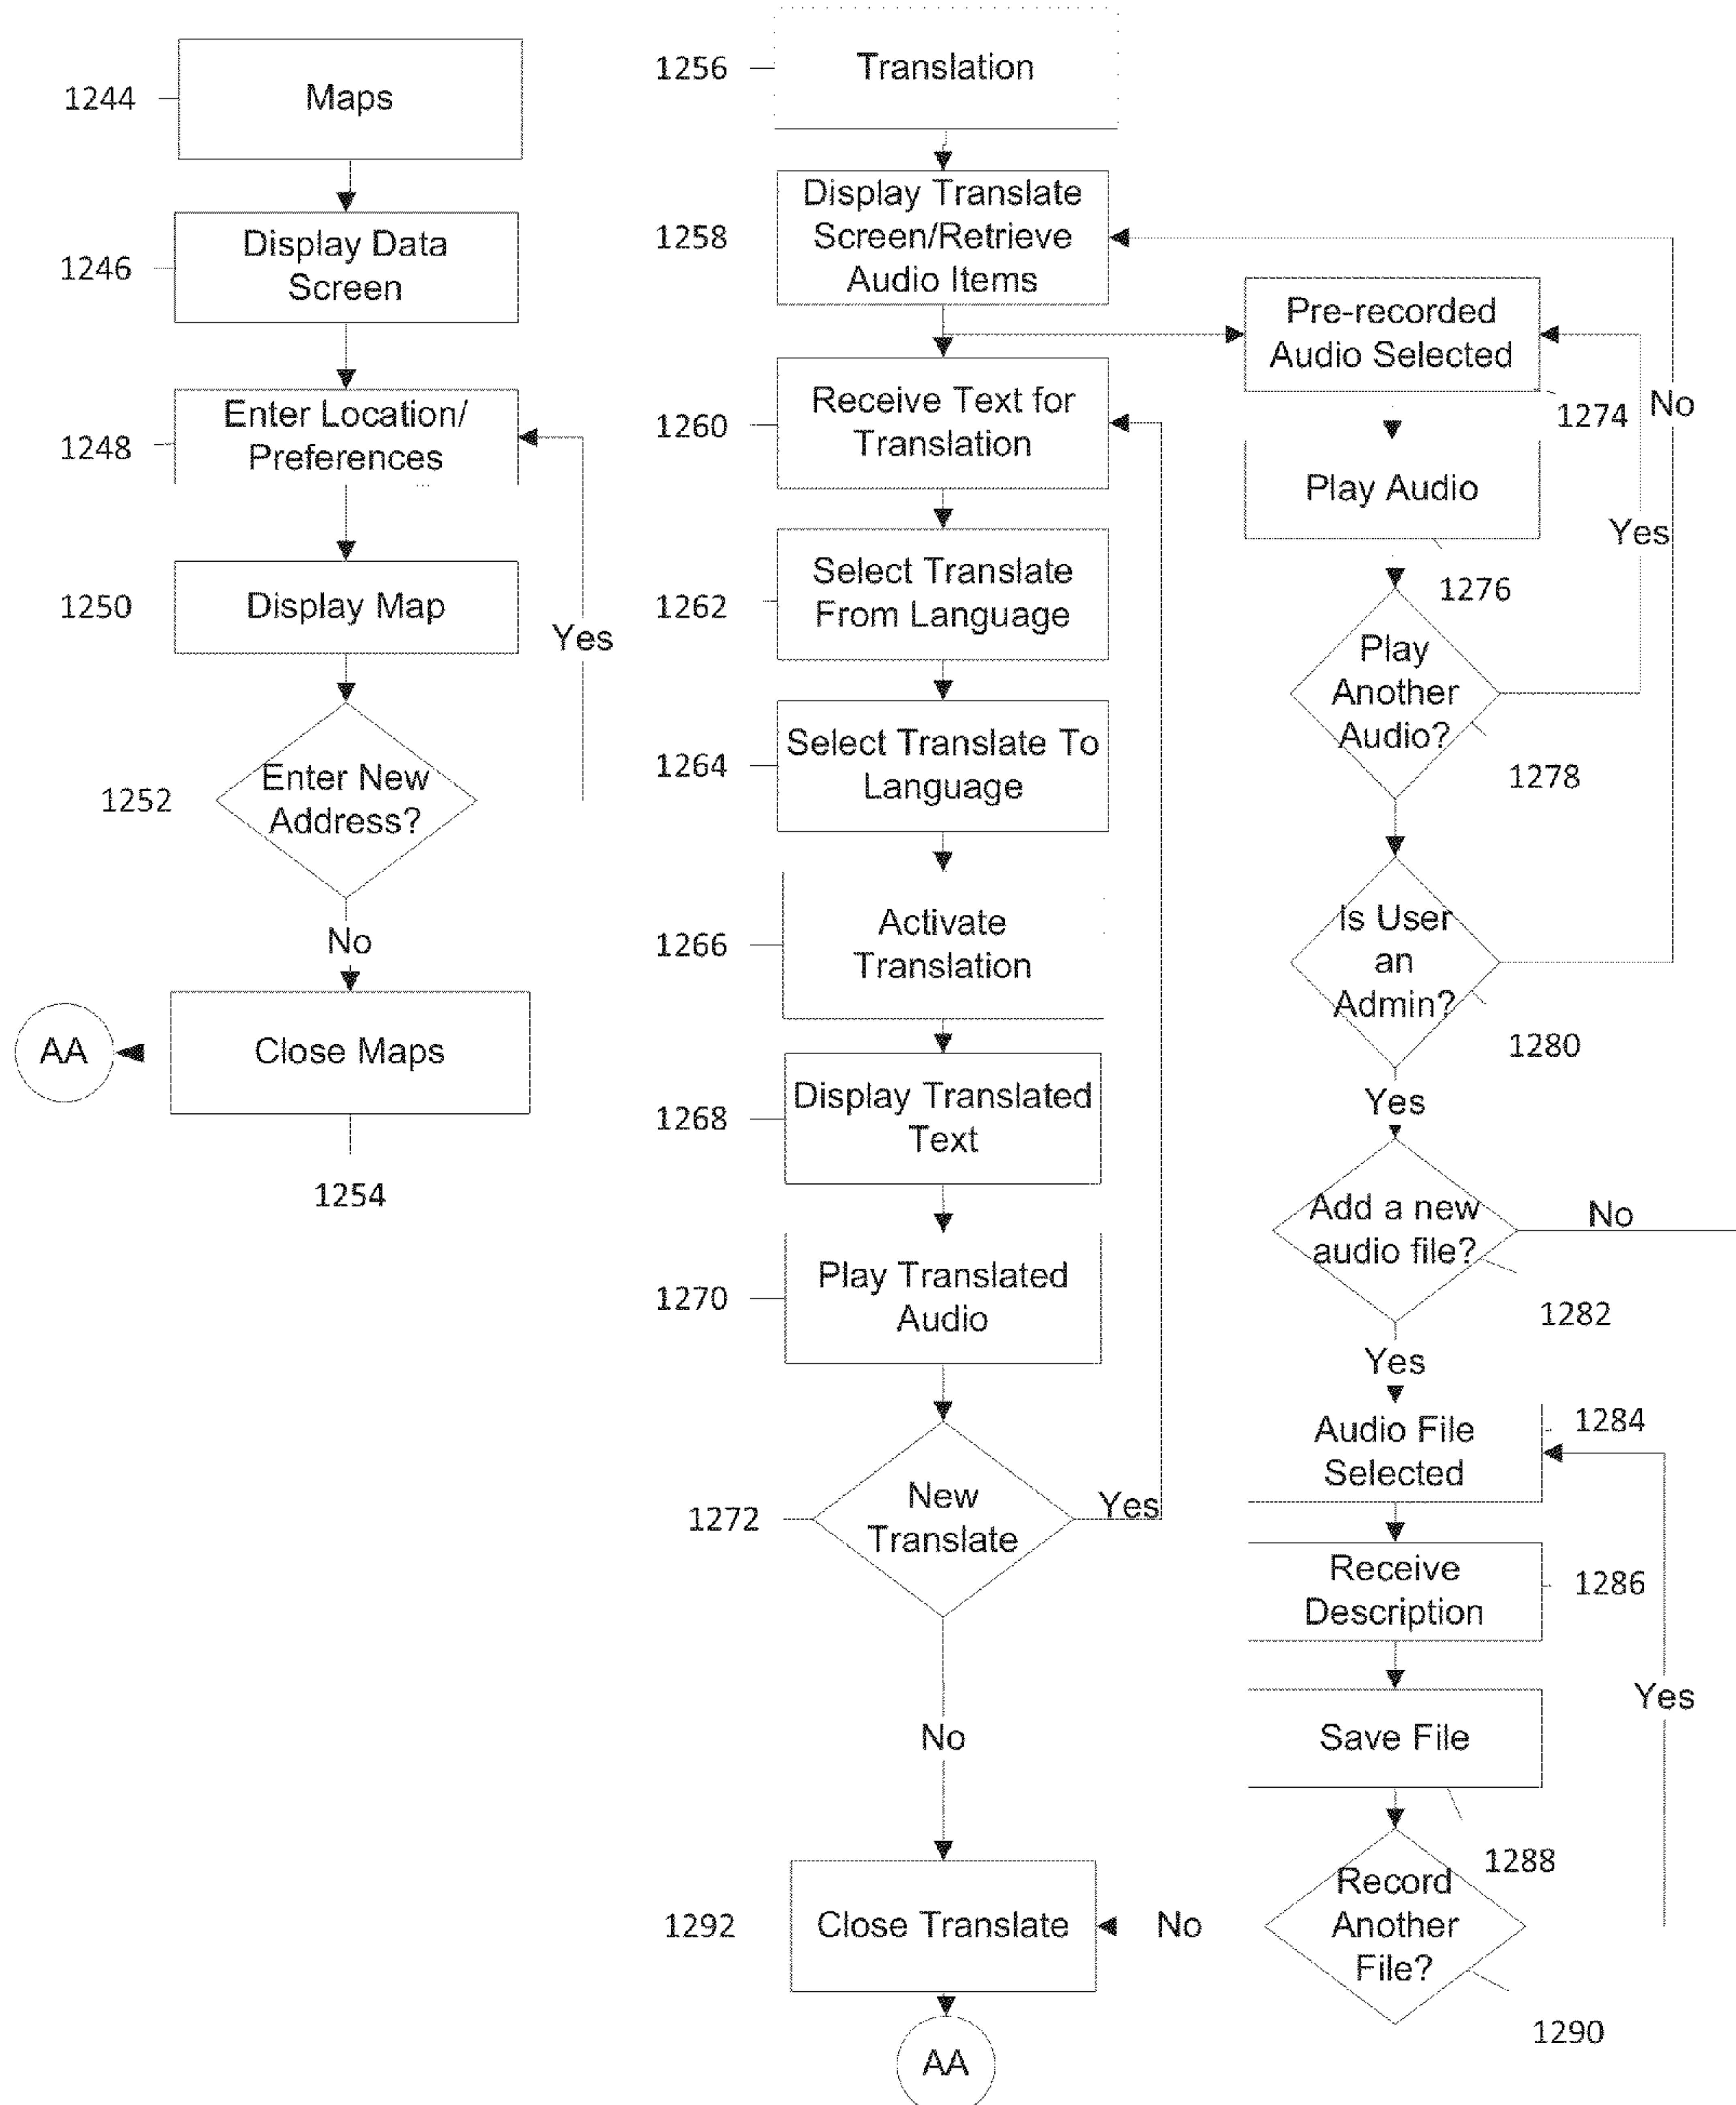 1244
Maps
1246
Display Data
Screen
1248
Enter Location/
Preferences
1250
Display Map
Yes
1252
Enter New
Address?
No
AA
Close Maps
1254
1256
Translation
1258
Display Translate
Screen/Retrieve
Audio Items
1260
Receive Text for
Translation
1262
Select Translate
From Language
1264
Select Translate To
Language
1266
Activate
Translation
1268
Display Translated
Text
1270
Play Translated
Audio
1272
New
Translate
Yes
No
1292
Close Translate
AA
Pre-recorded
Audio Selected
1274
No
Play Audio
Yes
1276
Play
Another
Audio?
1278
Is User
an
Admin?
1280
Yes
Add a new
audio file?
No
1282
Yes
Audio File
Selected
1284
Receive
Description
1286
Save File
Yes
1288
Record
Another
File?
No
1290